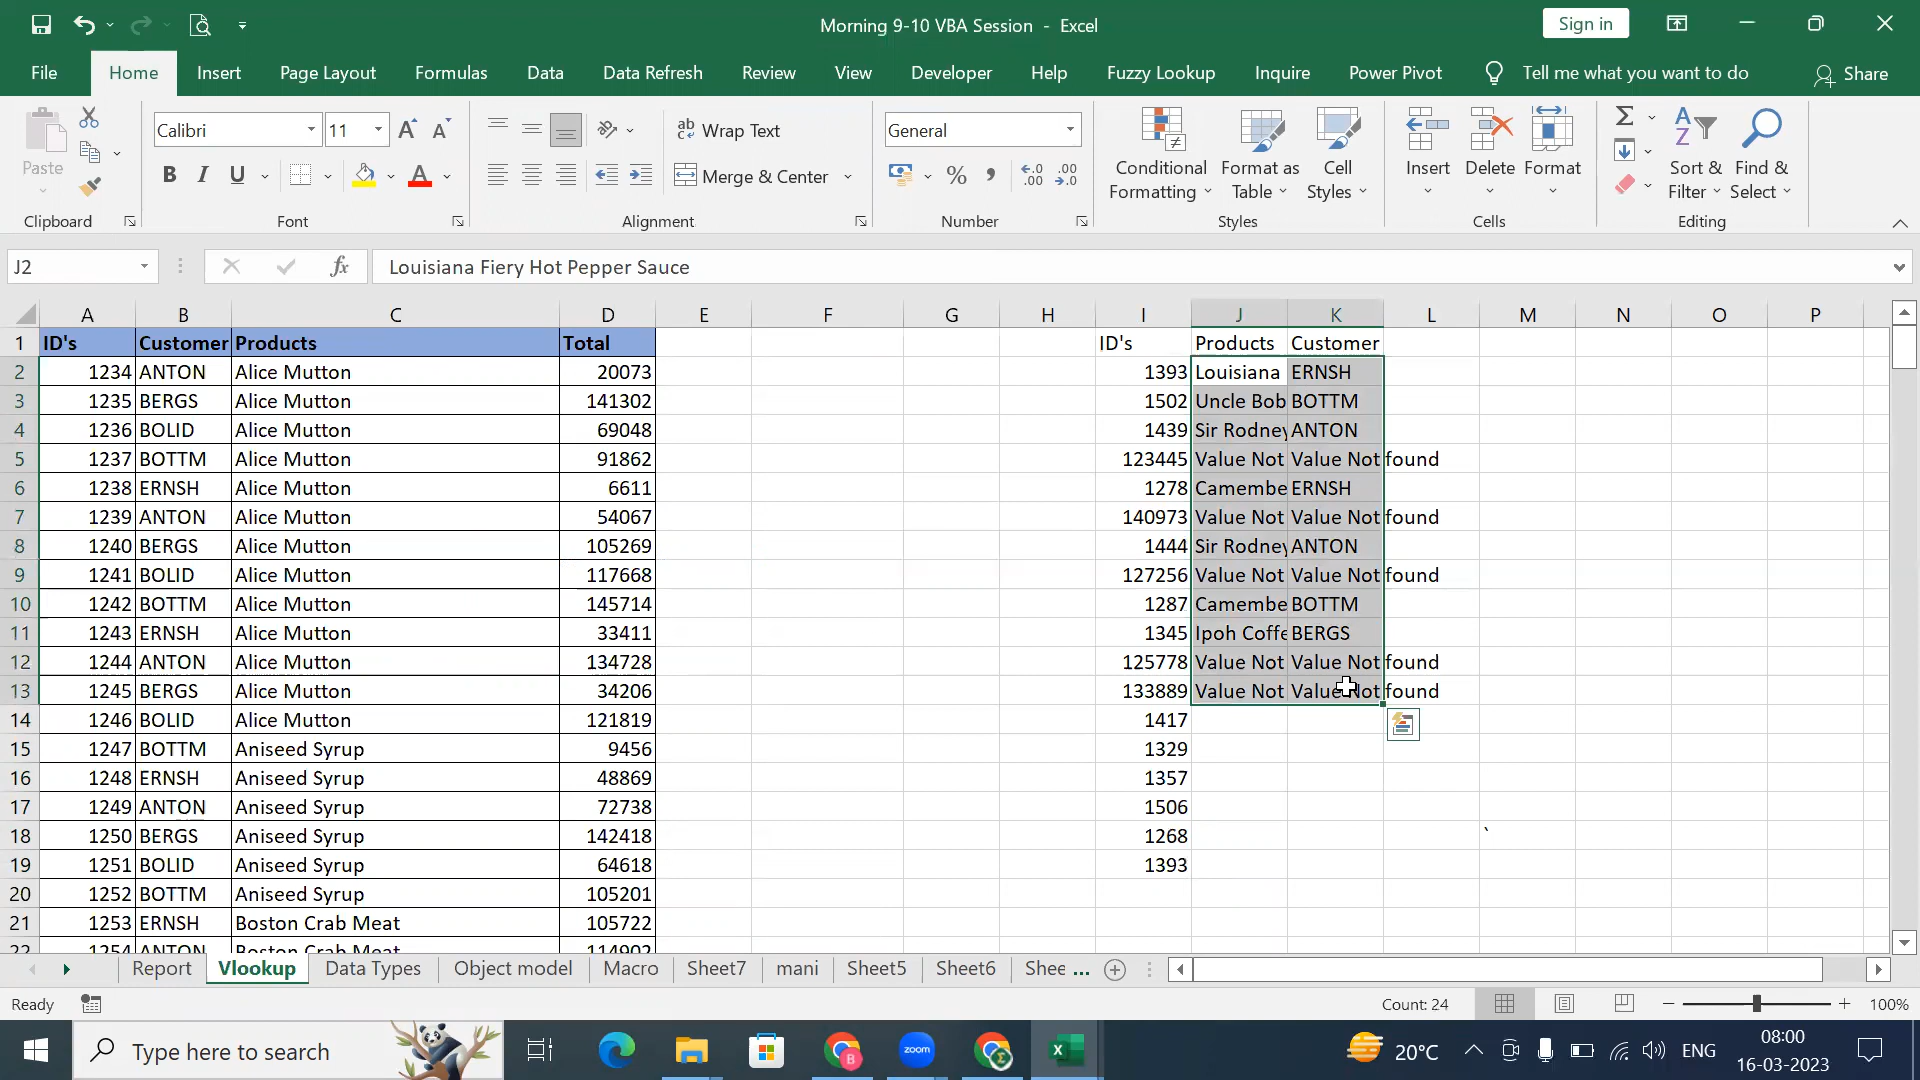 Morning 9-10 VBA Session - Excel
Sign in
File Home Insert Page Layout Formulas Data Data Refresh Review View Developer Help Fuzzy Lookup Inquire Power Pivot Tell me what you want to do Share
Paste
Clipboard
Calibri 11
B I U
Font
Wrap Text
Merge & Center
Alignment
General
Number
Conditional Formatting
Format as Table
Cell Styles
Styles
Insert Delete Format
Cells
Sort & Filter
Find & Select
Editing
J2 fx Louisiana Fiery Hot Pepper Sauce
A B C D E F G H I J K L M N O P
1 ID's Customer Products Total ID's Products Customer
2 1234 ANTON Alice Mutton 20073 1393 Louisiana ERNSH
3 1235 BERGS Alice Mutton 141302 1502 Uncle Bob BOTTM
4 1236 BOLID Alice Mutton 69048 1439 Sir Rodney ANTON
5 1237 BOTTM Alice Mutton 91862 123445 Value Not Value Not found
6 1238 ERNSH Alice Mutton 6611 1278 Camembe ERNSH
7 1239 ANTON Alice Mutton 54067 140973 Value Not Value Not found
8 1240 BERGS Alice Mutton 105269 1444 Sir Rodney ANTON
9 1241 BOLID Alice Mutton 117668 127256 Value Not Value Not found
10 1242 BOTTM Alice Mutton 145714 1287 Camembe BOTTM
11 1243 ERNSH Alice Mutton 33411 1345 Ipoh Coffe BERGS
12 1244 ANTON Alice Mutton 134728 125778 Value Not Value Not found
13 1245 BERGS Alice Mutton 34206 133889 Value Not Value Not found
14 1246 BOLID Alice Mutton 121819 1417
15 1247 BOTTM Aniseed Syrup 9456 1329
16 1248 ERNSH Aniseed Syrup 48869 1357
17 1249 ANTON Aniseed Syrup 72738 1506
18 1250 BERGS Aniseed Syrup 142418 1268 `
19 1251 BOLID Aniseed Syrup 64618 1393
20 1252 BOTTM Aniseed Syrup 105201
21 1253 ERNSH Boston Crab Meat 105722
22 1254 ANTON Boston Crab Meat 114902
Report Vlookup Data Types Object model Macro Sheet7 mani Sheet5 Sheet6 Shee ...
Ready Count: 24 100%
Type here to search zoom 20°C ENG 08:00
16-03-2023